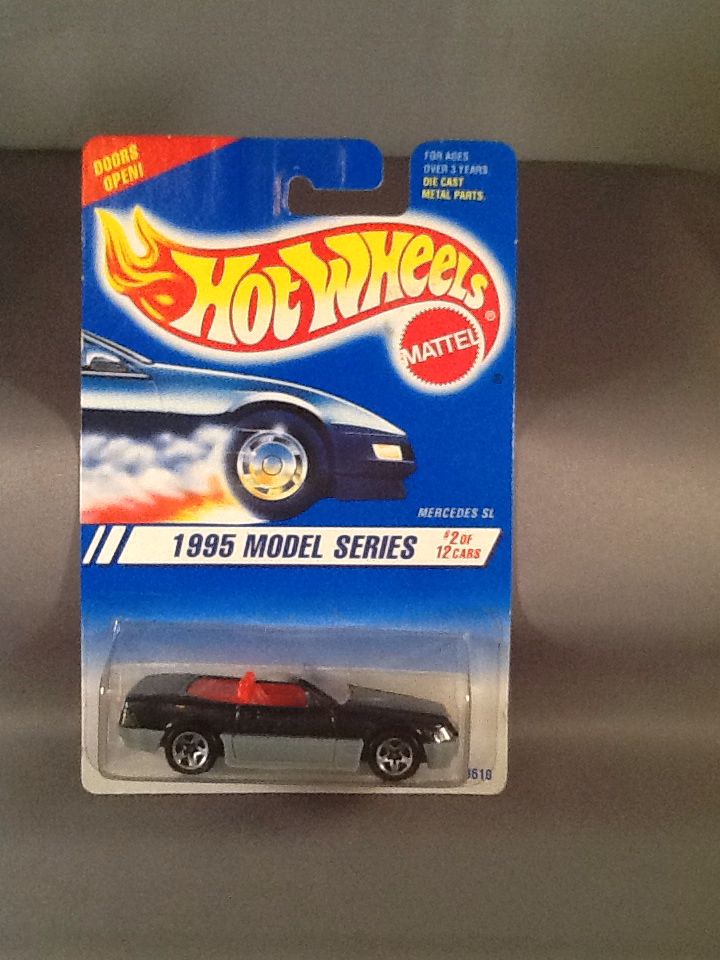 DOORS
OPEN!
FOR AGES
OVER 3 YEARS
DIE CAST
METAL PARTS.
HOT WHEELS®
MATTEL
®
MERCEDES SL
1995 MODEL SERIES
#2 OF
12 CARS